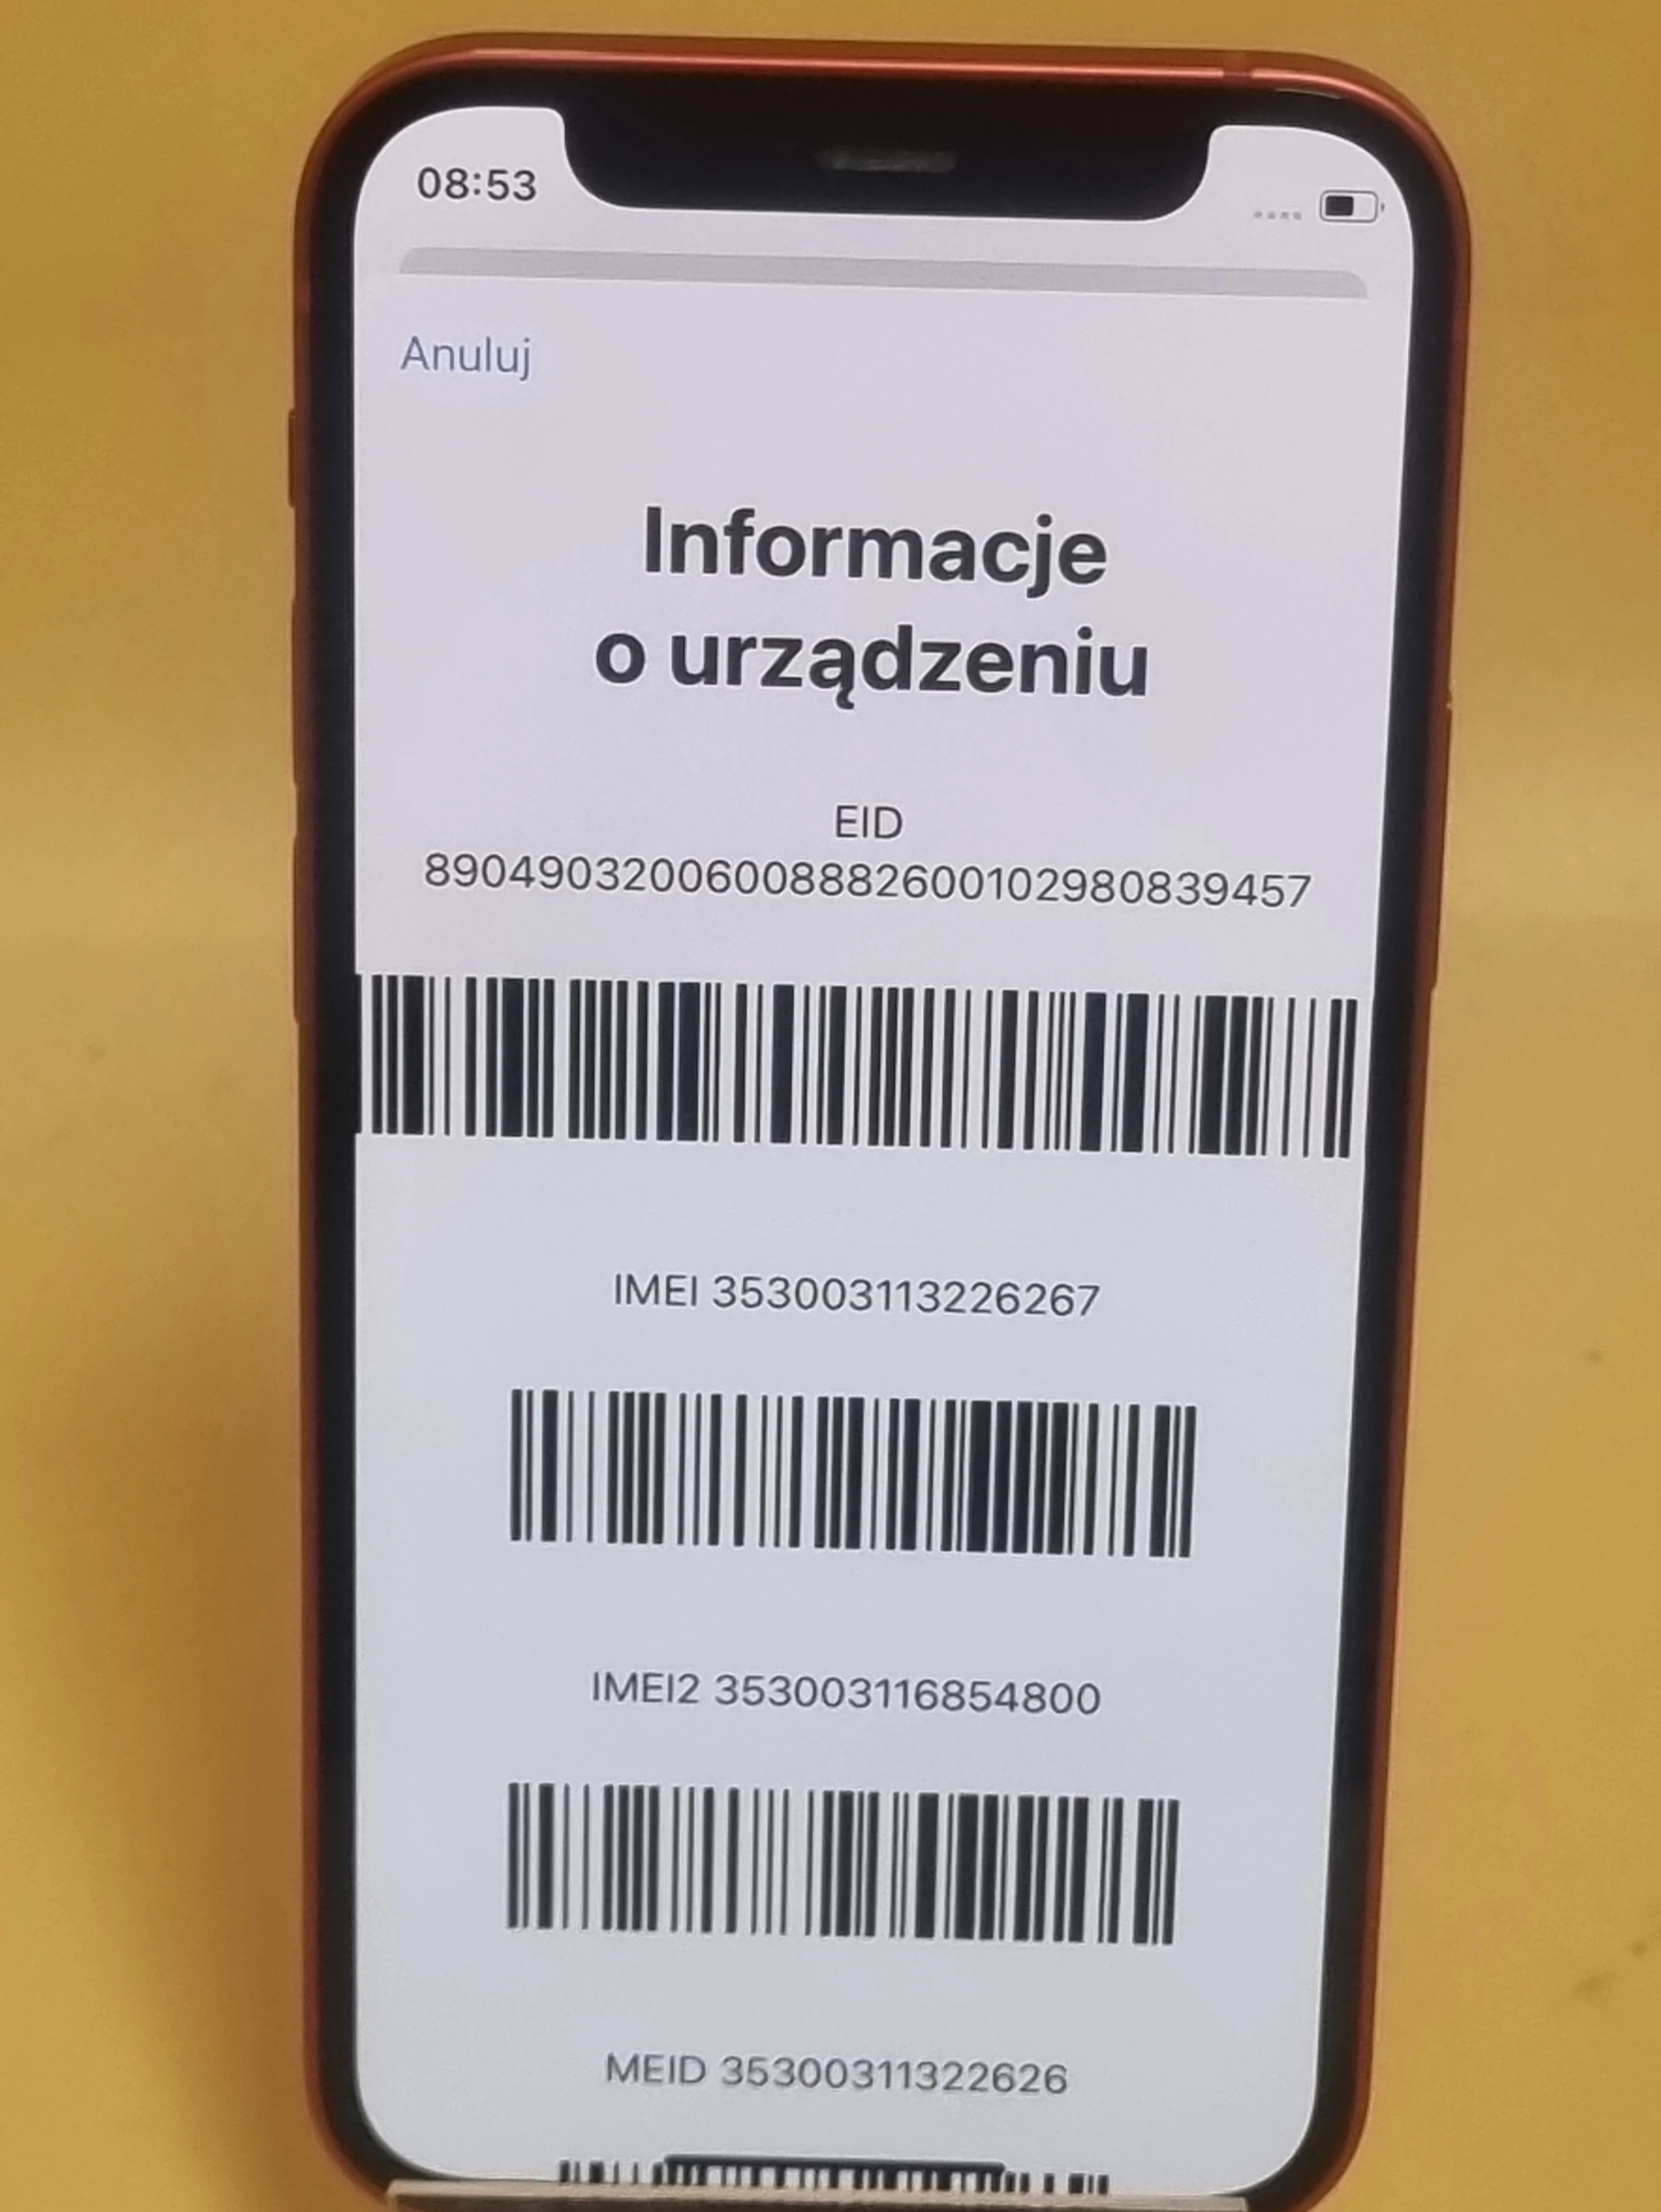 08:53
Anuluj
Informacje
o urządzeniu
EID
89049032006008882600102980839457
IMEI 353003113226267
IMEI2 353003116854800
MEID 35300311322626